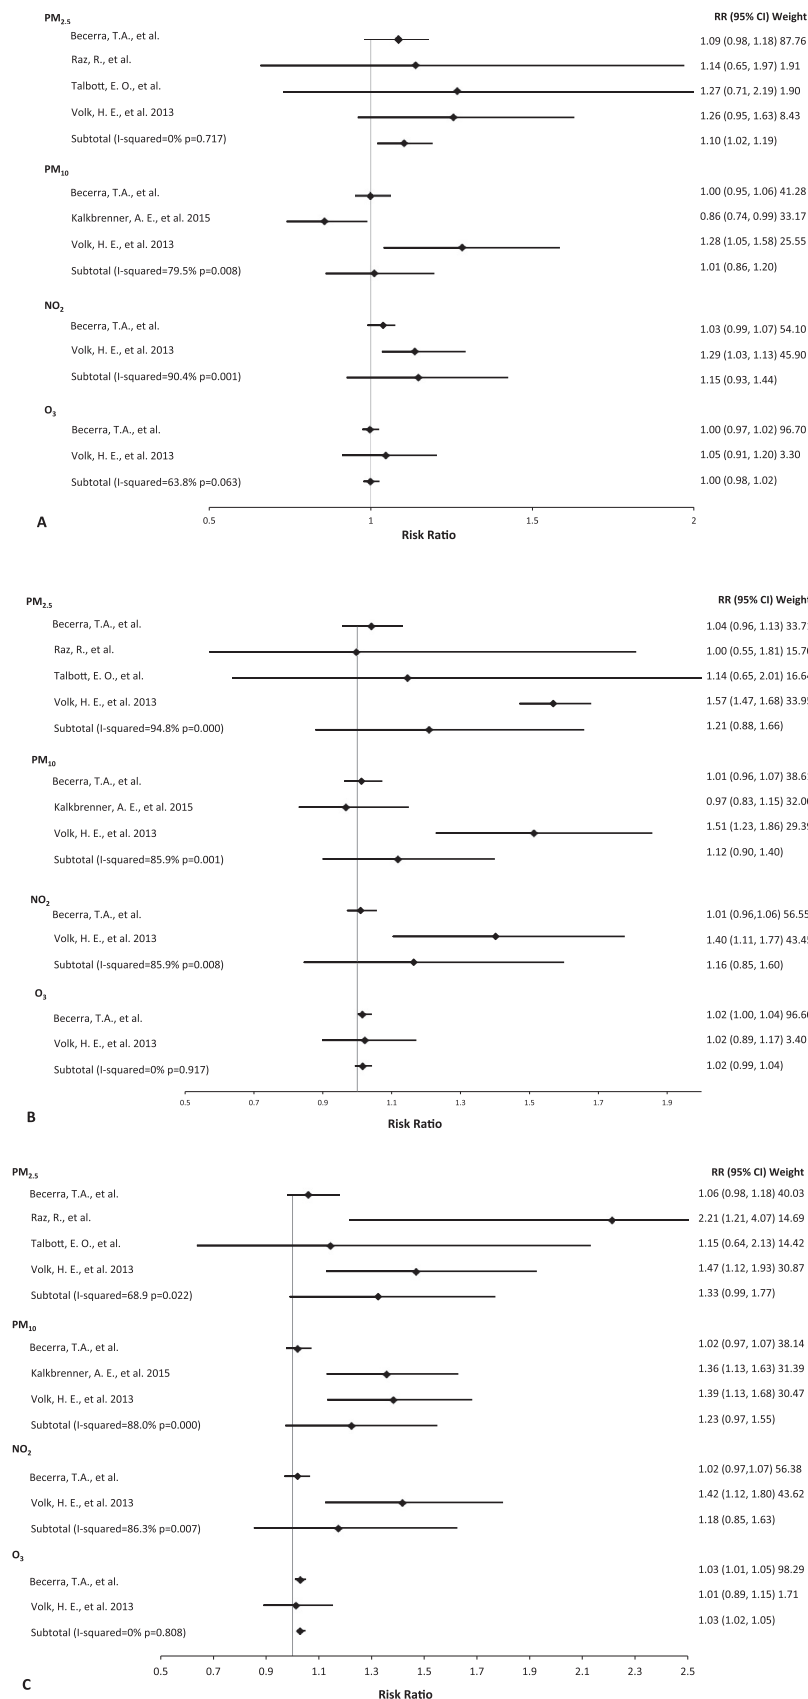 PM2.5 RR (95% CI) Weight
Becerra, T.A., et al. 1.09 (0.98, 1.18) 87.76
Raz, R., et al. 1.14 (0.65, 1.97) 1.91
Talbott, E. O., et al. 1.27 (0.71, 2.19) 1.90
Volk, H. E., et al. 2013 1.26 (0.95, 1.63) 8.43
Subtotal (I-squared=0% p=0.717) 1.10 (1.02, 1.19)
PM10
Becerra, T.A., et al. 1.00 (0.95, 1.06) 41.28
Kalkbrenner, A. E., et al. 2015 0.86 (0.74, 0.99) 33.17
Volk, H. E., et al. 2013 1.28 (1.05, 1.58) 25.55
Subtotal (I-squared=79.5% p=0.008) 1.01 (0.86, 1.20)
NO2
Becerra, T.A., et al. 1.03 (0.99, 1.07) 54.10
Volk, H. E., et al. 2013 1.29 (1.03, 1.13) 45.90
Subtotal (I-squared=90.4% p=0.001) 1.15 (0.93, 1.44)
O3
Becerra, T.A., et al. 1.00 (0.97, 1.02) 96.70
Volk, H. E., et al. 2013 1.05 (0.91, 1.20) 3.30
Subtotal (I-squared=63.8% p=0.063) 1.00 (0.98, 1.02)
0.5 1 1.5 2
A Risk Ratio
PM2.5 RR (95% CI) Weight
Becerra, T.A., et al. 1.04 (0.96, 1.13) 33.71
Raz, R., et al. 1.00 (0.55, 1.81) 15.70
Talbott, E. O., et al. 1.14 (0.65, 2.01) 16.64
Volk, H. E., et al. 2013 1.57 (1.47, 1.68) 33.95
Subtotal (I-squared=94.8% p=0.000) 1.21 (0.88, 1.66)
PM10
Becerra, T.A., et al. 1.01 (0.96, 1.07) 38.61
Kalkbrenner, A. E., et al. 2015 0.97 (0.83, 1.15) 32.00
Volk, H. E., et al. 2013 1.51 (1.23, 1.86) 29.39
Subtotal (I-squared=85.9% p=0.001) 1.12 (0.90, 1.40)
NO2
Becerra, T.A., et al. 1.01 (0.96,1.06) 56.55
Volk, H. E., et al. 2013 1.40 (1.11, 1.77) 43.45
Subtotal (I-squared=85.9% p=0.008) 1.16 (0.85, 1.60)
O3
Becerra, T.A., et al. 1.02 (1.00, 1.04) 96.60
Volk, H. E., et al. 2013 1.02 (0.89, 1.17) 3.40
Subtotal (I-squared=0% p=0.917) 1.02 (0.99, 1.04)
0.5 0.7 0.9 1.1 1.3 1.5 1.7 1.9
B Risk Ratio
PM2.5 RR (95% CI) Weight
Becerra, T.A., et al. 1.06 (0.98, 1.18) 40.03
Raz, R., et al. 2.21 (1.21, 4.07) 14.69
Talbott, E. O., et al. 1.15 (0.64, 2.13) 14.42
Volk, H. E., et al. 2013 1.47 (1.12, 1.93) 30.87
Subtotal (I-squared=68.9 p=0.022) 1.33 (0.99, 1.77)
PM10
Becerra, T.A., et al. 1.02 (0.97, 1.07) 38.14
Kalkbrenner, A. E., et al. 2015 1.36 (1.13, 1.63) 31.39
Volk, H. E., et al. 2013 1.39 (1.13, 1.68) 30.47
Subtotal (I-squared=88.0% p=0.000) 1.23 (0.97, 1.55)
NO2
Becerra, T.A., et al. 1.02 (0.97,1.07) 56.38
Volk, H. E., et al. 2013 1.42 (1.12, 1.80) 43.62
Subtotal (I-squared=86.3% p=0.007) 1.18 (0.85, 1.63)
O3
Becerra, T.A., et al. 1.03 (1.01, 1.05) 98.29
Volk, H. E., et al. 2013 1.01 (0.89, 1.15) 1.71
Subtotal (I-squared=0% p=0.808) 1.03 (1.02, 1.05)
0.5 0.7 0.9 1.1 1.3 1.5 1.7 1.9 2.1 2.3 2.5
C Risk Ratio